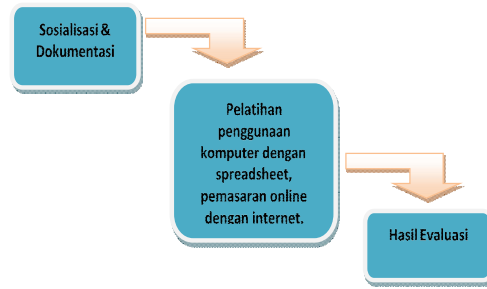 Sosialisasi &
Dokumentasi
Pelatihan
penggunaan
komputer dengan
spreadsheet,
pemasaran online
dengan internet.
Hasil Evaluasi